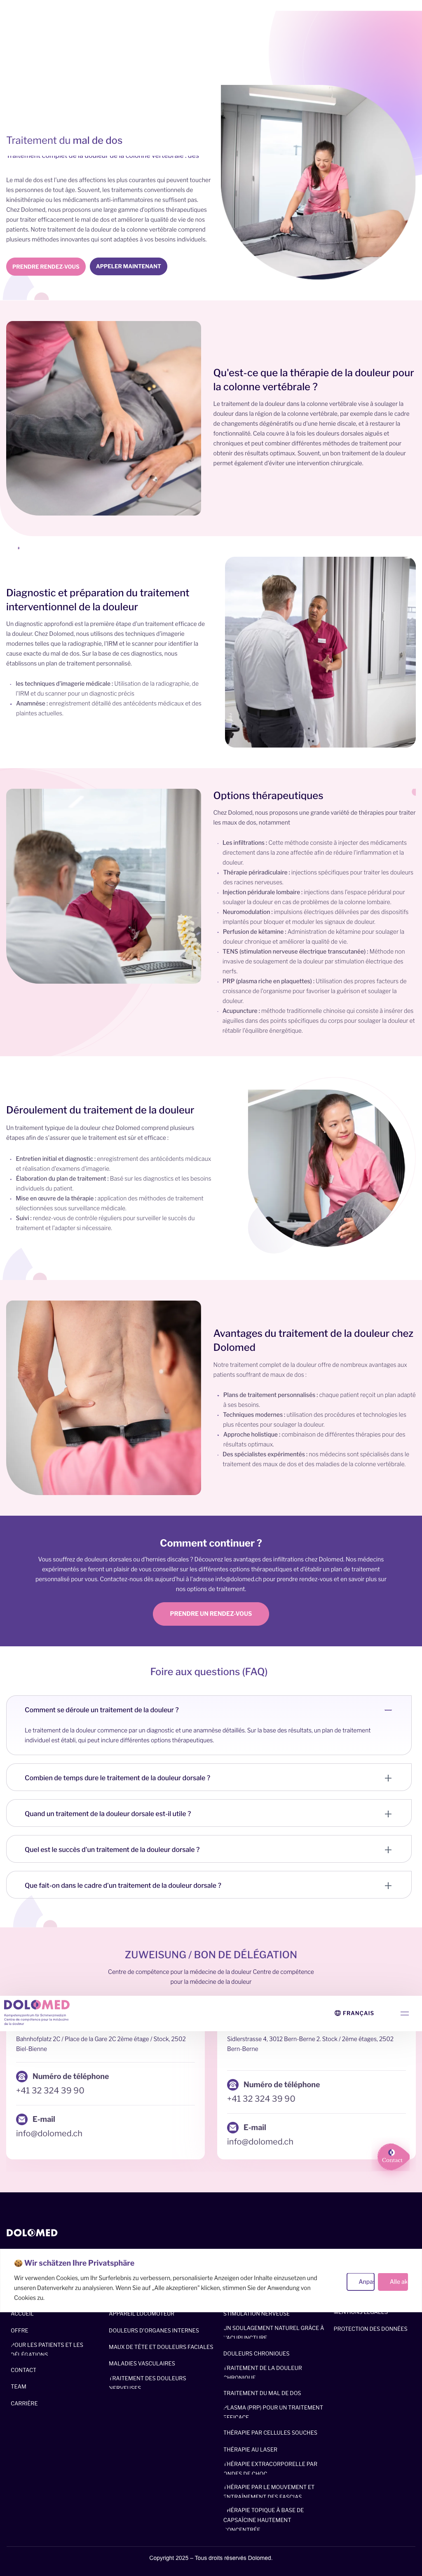 Traitement du mal de dos
Traitement complet de la douleur de la colonne vertébrale : des
Le mal de dos est l'une des affections les plus courantes qui peuvent toucher
les personnes de tout âge. Souvent, les traitements conventionnels de
kinésithérapie ou les médicaments anti-inflammatoires ne suffisent pas.
Chez Dolomed, nous proposons une large gamme d'options thérapeutiques
pour traiter efficacement le mal de dos et améliorer la qualité de vie de nos
patients. Notre traitement de la douleur de la colonne vertébrale comprend
plusieurs méthodes innovantes qui sont adaptées à vos besoins individuels.
PRENDRE RENDEZ-VOUS
APPELER MAINTENANT
Qu'est-ce que la thérapie de la douleur pour
la colonne vertébrale ?
Le traitement de la douleur dans la colonne vertébrale vise à soulager la
douleur dans la région de la colonne vertébrale, par exemple dans le cadre
de changements dégénératifs ou d'une hernie discale, et à restaurer la
fonctionnalité. Cela couvre à la fois les douleurs dorsales aiguës et
chroniques et peut combiner différentes méthodes de traitement pour
obtenir des résultats optimaux. Souvent, un bon traitement de la douleur
permet également d'éviter une intervention chirurgicale.
Diagnostic et préparation du traitement
interventionnel de la douleur
Un diagnostic approfondi est la première étape d'un traitement efficace de
la douleur. Chez Dolomed, nous utilisons des techniques d'imagerie
modernes telles que la radiographie, l'IRM et le scanner pour identifier la
cause exacte du mal de dos. Sur la base de ces diagnostics, nous
établissons un plan de traitement personnalisé.
les techniques d'imagerie médicale : Utilisation de la radiographie, de
l'IRM et du scanner pour un diagnostic précis
Anamnèse : enregistrement détaillé des antécédents médicaux et des
plaintes actuelles.
Options thérapeutiques
Chez Dolomed, nous proposons une grande variété de thérapies pour traiter
les maux de dos, notamment
Les infiltrations : Cette méthode consiste à injecter des médicaments
directement dans la zone affectée afin de réduire l'inflammation et la
douleur.
Thérapie périradiculaire : injections spécifiques pour traiter les douleurs
des racines nerveuses.
Injection péridurale lombaire : injections dans l'espace péridural pour
soulager la douleur en cas de problèmes de la colonne lombaire.
Neuromodulation : impulsions électriques délivrées par des dispositifs
implantés pour bloquer et moduler les signaux de douleur.
Perfusion de kétamine : Administration de kétamine pour soulager la
douleur chronique et améliorer la qualité de vie.
TENS (stimulation nerveuse électrique transcutanée) : Méthode non
invasive de soulagement de la douleur par stimulation électrique des
nerfs.
PRP (plasma riche en plaquettes) : Utilisation des propres facteurs de
croissance de l'organisme pour favoriser la guérison et soulager la
douleur
Acupuncture : méthode traditionnelle chinoise qui consiste à insérer des
aiguilles dans des points spécifiques du corps pour soulager la douleur et
rétablir l'équilibre énergétique.
Déroulement du traitement de la douleur
Un traitement typique de la douleur chez Dolomed comprend plusieurs
étapes afin de s'assurer que le traitement est sûr et efficace :
Entretien initial et diagnostic : enregistrement des antécédents médicaux
et réalisation d'examens d'imagerie.
Élaboration du plan de traitement : Basé sur les diagnostics et les besoins
individuels du patient.
Mise en œuvre de la thérapie : application des méthodes de traitement
sélectionnées sous surveillance médicale.
Suivi : rendez-vous de contrôle réguliers pour surveiller le succès du
traitement et l'adapter si nécessaire.
Avantages du traitement de la douleur chez
Dolomed
Notre traitement complet de la douleur offre de nombreux avantages aux
patients souffrant de maux de dos :
Plans de traitement personnalisés : chaque patient reçoit un plan adapté
à ses besoins.
Techniques modernes : utilisation des procédures et technologies les
plus récentes pour soulager la douleur.
Approche holistique : combinaison de différentes thérapies pour des
résultats optimaux.
Des spécialistes expérimentés : nos médecins sont spécialisés dans le
traitement des maux de dos et des maladies de la colonne vertébrale.
Comment continuer ?
Vous souffrez de douleurs dorsales ou d'hernies discales ? Découvrez les avantages des infiltrations chez Dolomed. Nos médecins
expérimentés se feront un plaisir de vous conseiller sur les différentes options thérapeutiques et d'établir un plan de traitement
personnalisé pour vous. Contactez-nous dès aujourd'hui à l'adresse info@dolomed.ch pour prendre rendez-vous et en savoir plus sur
nos options de traitement.
PRENDRE UN RENDEZ-VOUS
Foire aux questions (FAQ)
Comment se déroule un traitement de la douleur ?
Le traitement de la douleur commence par un diagnostic et une anamnèse détaillés. Sur la base des résultats, un plan de traitement
individuel est établi, qui peut inclure différentes options thérapeutiques.
Combien de temps dure le traitement de la douleur dorsale ?
Quand un traitement de la douleur dorsale est-il utile ?
Quel est le succès d'un traitement de la douleur dorsale ?
Que fait-on dans le cadre d'un traitement de la douleur dorsale ?
ZUWEISUNG / BON DE DÉLÉGATION
Centre de compétence pour la médecine de la douleur Centre de compétence
pour la médecine de la douleur
DOLOMED
Kompetenzzentrum für Schmerzmedizin
Centre de compétence pour la médecine
de la douleur
FRANÇAIS
Bahnhofplatz 2C / Place de la Gare 2C 2ème étage / Stock, 2502
Biel-Bienne
Numéro de téléphone
+41 32 324 39 90
E-mail
info@dolomed.ch
Sidlerstrasse 4, 3012 Bern-Berne 2. Stock / 2ème étages, 2502
Bern-Berne
Numéro de téléphone
+41 32 324 39 90
E-mail
info@dolomed.ch
Contact
DOLOMED
🍪 Wir schätzen Ihre Privatsphäre
Wir verwenden Cookies, um Ihr Surferlebnis zu verbessern, personalisierte Anzeigen oder Inhalte einzusetzen und
unseren Datenverkehr zu analysieren. Wenn Sie auf „Alle akzeptieren" klicken, stimmen Sie der Anwendung von
Cookies zu.
Anpas
Alle ak
ACCUEIL
OFFRE
POUR LES PATIENTS ET LES
DÉLÉGATIONS
CONTACT
TEAM
CARRIÈRE
APPAREIL LOCOMOTEUR
DOULEURS D'ORGANES INTERNES
MAUX DE TÊTE ET DOULEURS FACIALES
MALADIES VASCULAIRES
TRAITEMENT DES DOULEURS
NERVEUSES
STIMULATION NERVEUSE
UN SOULAGEMENT NATUREL GRÂCE À
L'ACUPUNCTURE
DOULEURS CHRONIQUES
TRAITEMENT DE LA DOULEUR
CHRONIQUE
TRAITEMENT DU MAL DE DOS
PLASMA (PRP) POUR UN TRAITEMENT
EFFICACE
THÉRAPIE PAR CELLULES SOUCHES
THÉRAPIE AU LASER
THÉRAPIE EXTRACORPORELLE PAR
ONDES DE CHOC
THÉRAPIE PAR LE MOUVEMENT ET
ENTRAÎNEMENT DES FASCIAS
THÉRAPIE TOPIQUE À BASE DE
CAPSAÏCINE HAUTEMENT
CONCENTRÉE
MENTIONS LÉGALES
PROTECTION DES DONNÉES
Copyright 2025 – Tous droits réservés Dolomed.